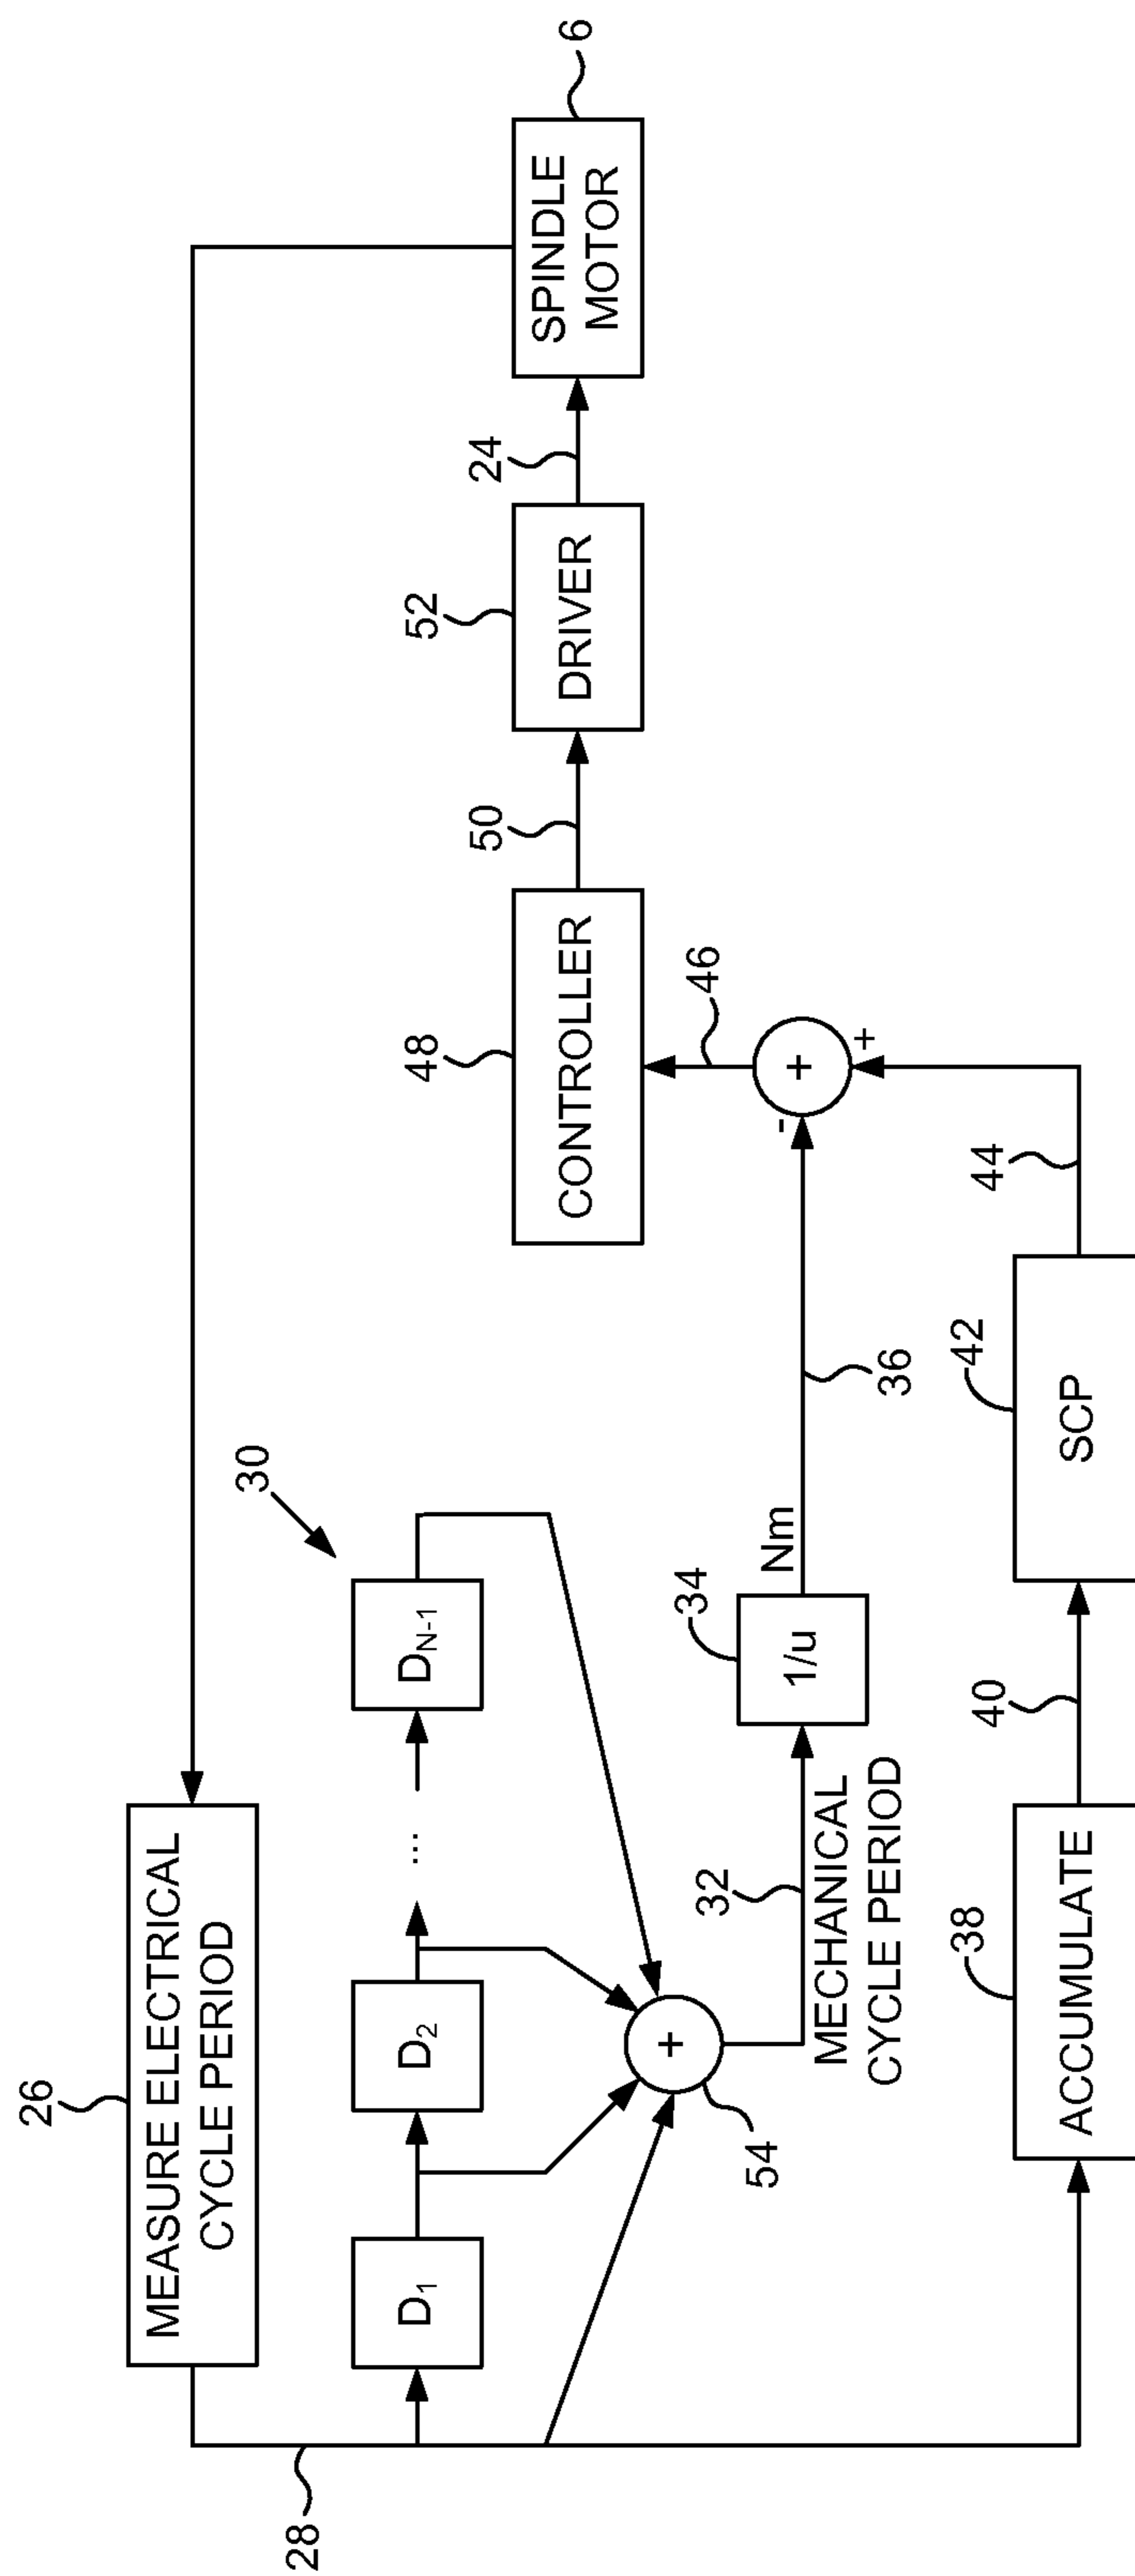 26
MEASURE ELECTRICAL
CYCLE PERIOD
28
30
D1
D2
...
DN-1
48
CONTROLLER
50
52
DRIVER
24
SPINDLE
MOTOR
6
+
54
32
MECHANICAL
CYCLE PERIOD
34
1/u
Nm
36
-
+
+
46
38
ACCUMULATE
40
42
SCP
44